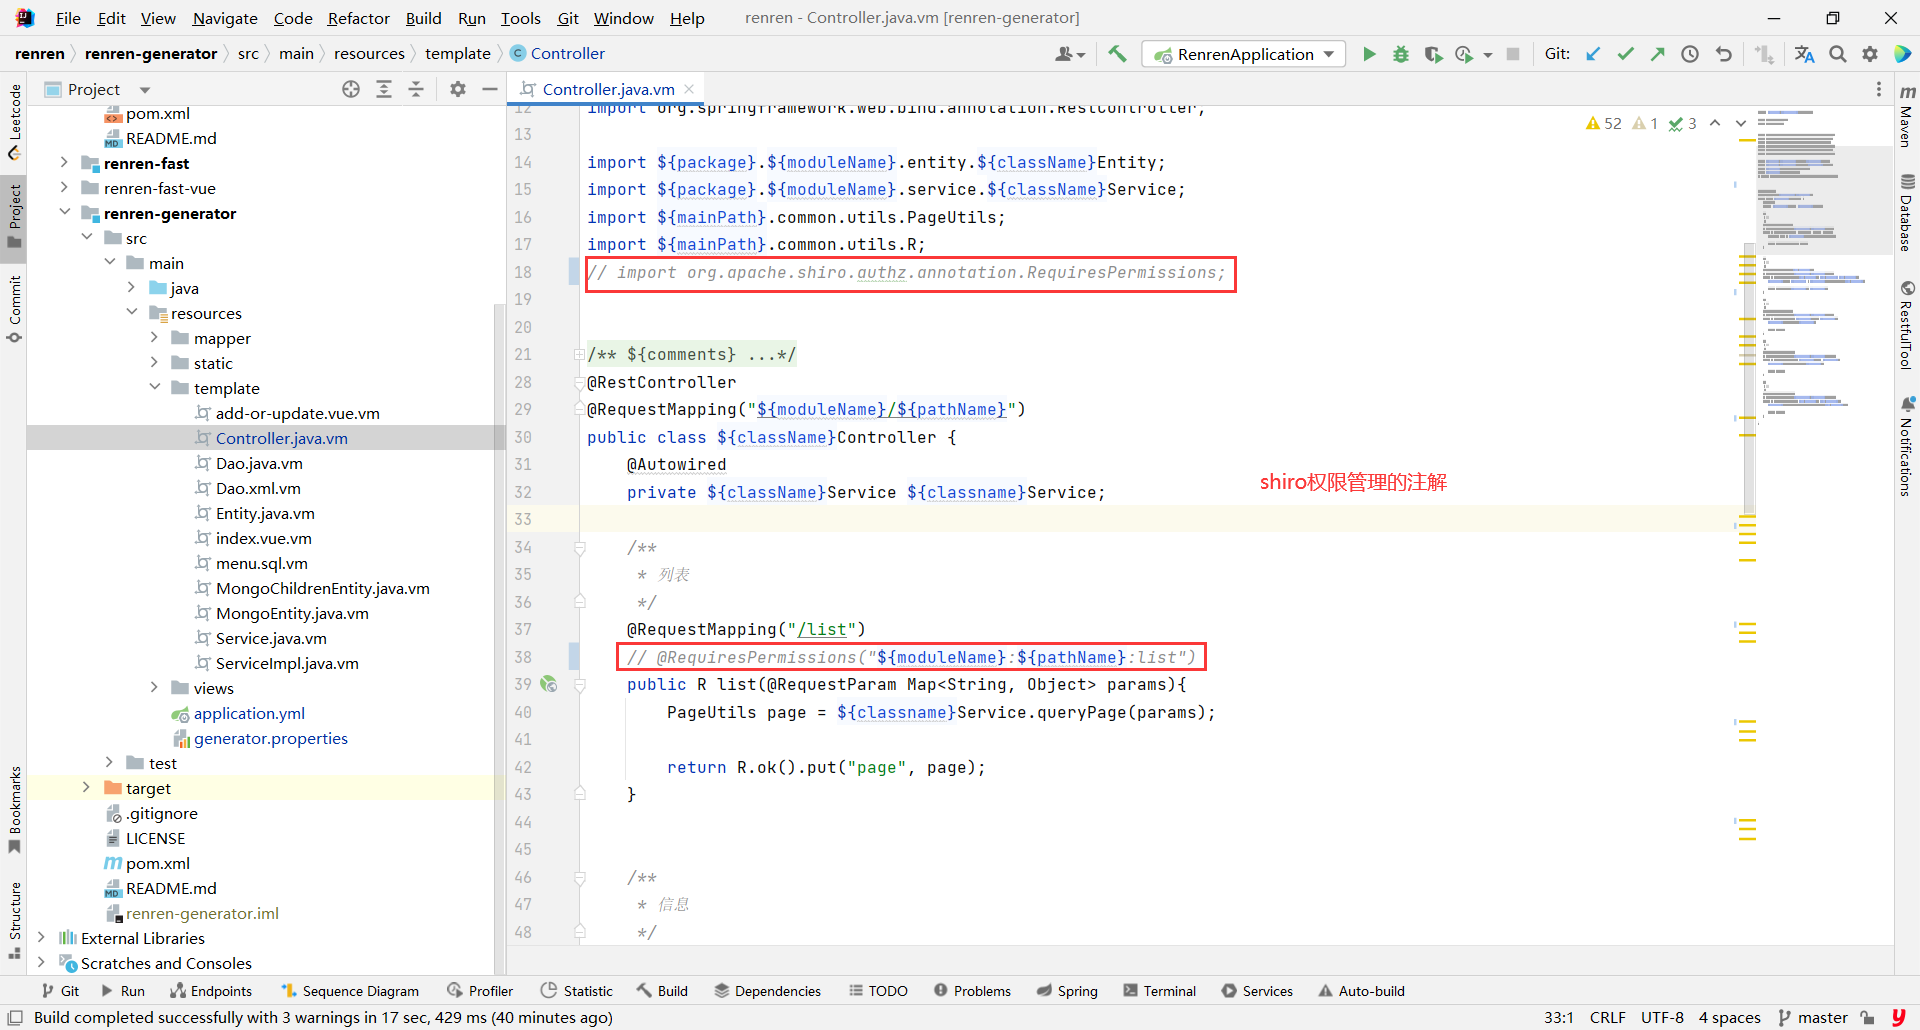 File Edit View Navigate Code Refactor Build Run Tools Git Window Help renren - Controller.java.vm [renren-generator]
renren renren-generator src main resources template Controller RenrenApplication Git:
Project Controller.java.vm
Leetcode
Project
Commit
Bookmarks
Structure
pom.xml
README.md
renren-fast
renren-fast-vue
renren-generator
src
main
java
resources
mapper
static
template
add-or-update.vue.vm
Controller.java.vm
Dao.java.vm
Dao.xml.vm
Entity.java.vm
index.vue.vm
menu.sql.vm
MongoChildrenEntity.java.vm
MongoEntity.java.vm
Service.java.vm
ServiceImpl.java.vm
views
application.yml
generator.properties
test
target
.gitignore
LICENSE
pom.xml
README.md
renren-generator.iml
External Libraries
Scratches and Consoles
52 1 3
12 import org.springframework.web.bind.annotation.RestController;
13
14 import ${package}.${moduleName}.entity.${className}Entity;
15 import ${package}.${moduleName}.service.${className}Service;
16 import ${mainPath}.common.utils.PageUtils;
17 import ${mainPath}.common.utils.R;
18 // import org.apache.shiro.authz.annotation.RequiresPermissions;
19
20
21 /** ${comments} ...*/
28 @RestController
29 @RequestMapping("${moduleName}/${pathName}")
30 public class ${className}Controller {
31 @Autowired
32 private ${className}Service ${classname}Service;
shiro权限管理的注解
33
34 /**
35 * 列表
36 */
37 @RequestMapping("/list")
38 // @RequiresPermissions("${moduleName}:${pathName}:list")
39 public R list(@RequestParam Map<String, Object> params){
40 PageUtils page = ${classname}Service.queryPage(params);
41
42 return R.ok().put("page", page);
43 }
44
45
46 /**
47 * 信息
48 */
m Maven
Database
RestfulTool
Notifications
Git Run Endpoints Sequence Diagram Profiler Statistic Build Dependencies TODO Problems Spring Terminal Services Auto-build
Build completed successfully with 3 warnings in 17 sec, 429 ms (40 minutes ago) 33:1 CRLF UTF-8 4 spaces master